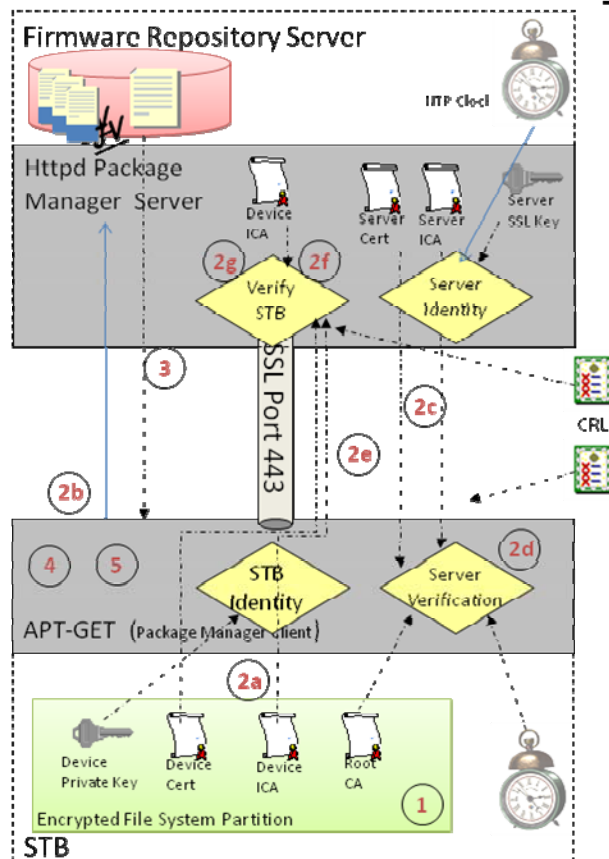 Firmware Repository Server
NTP Clocl
Httpd Package
Manager Server
Device
ICA
Server
Cert
Server
ICA
Server
SSL Key
2g
2f
Verify
STB
Server
Identity
SSL Port 443
3
2c
2e
CRL
2b
4
5
STB
Identity
2d
Server
Verification
APT-GET (Package Manager Client)
2a
Device
Private Key
Device
Cert
Device
ICA
Root
CA
1
Encrypted File System Partition
STB